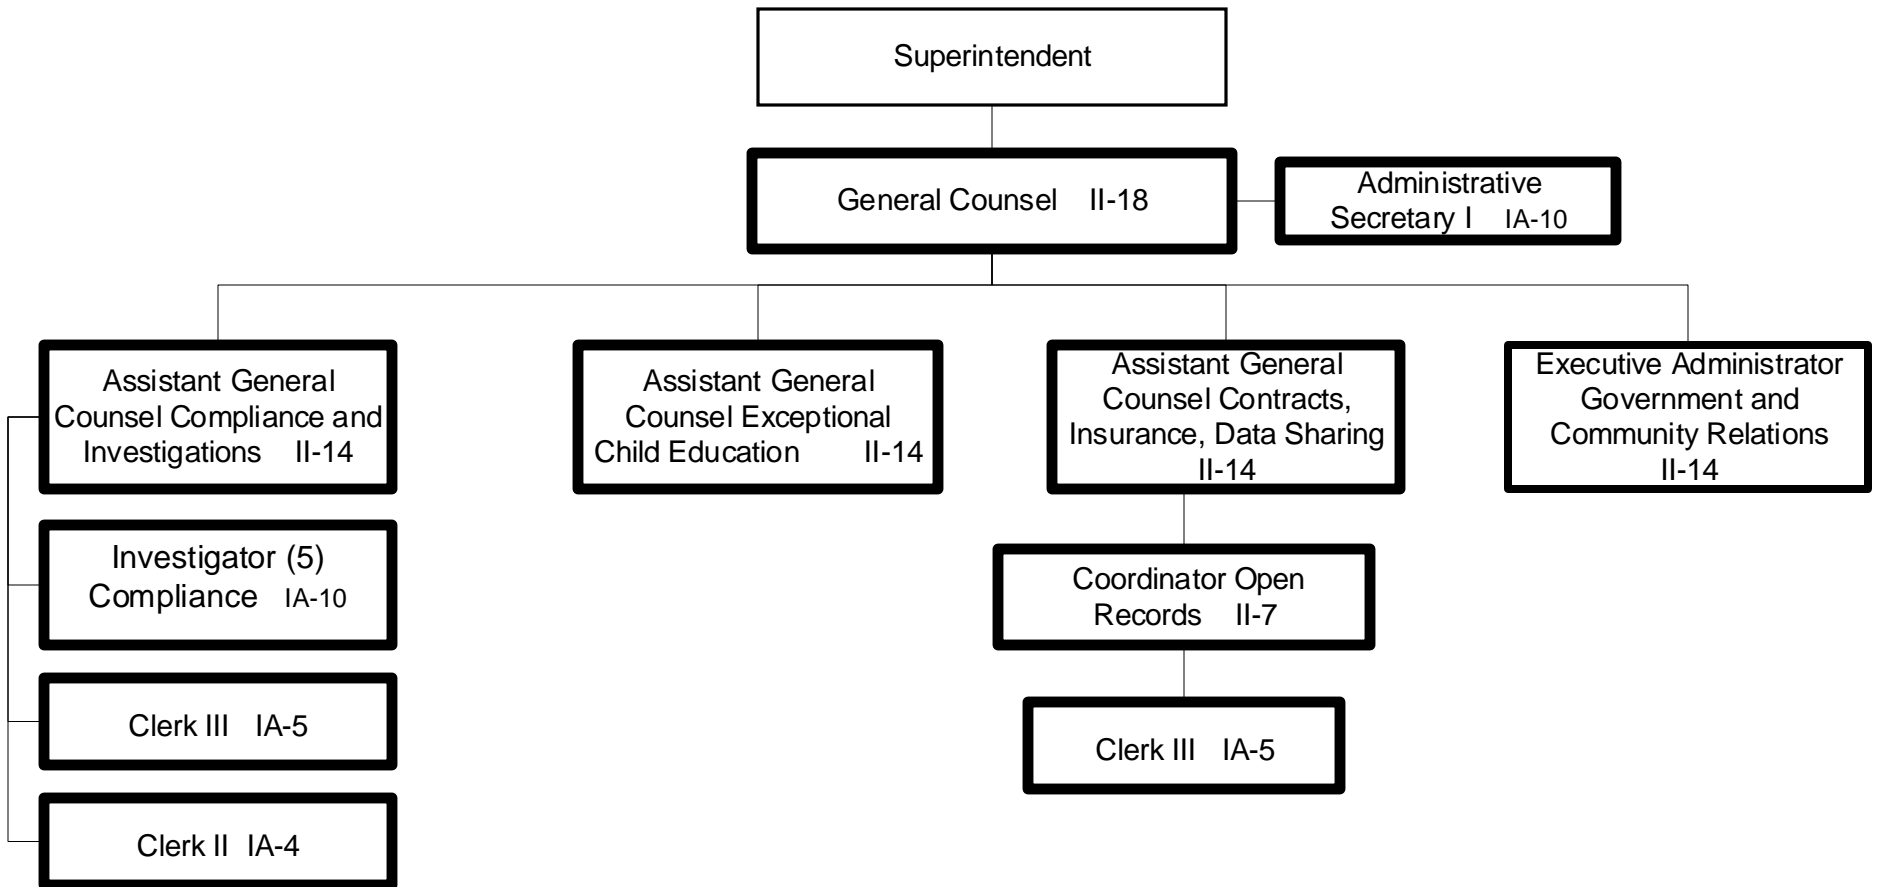 Superintendent
General Counsel II-18
Administrative
Secretary I IA-10
Assistant General
Counsel Compliance and
Investigations II-14
Assistant General
Counsel Exceptional
Child Education II-14
Assistant General
Counsel Contracts,
Insurance, Data Sharing
II-14
Executive Administrator
Government and
Community Relations
II-14
Investigator (5)
Compliance IA-10
Coordinator Open
Records II-7
Clerk III IA-5
Clerk III IA-5
Clerk II IA-4